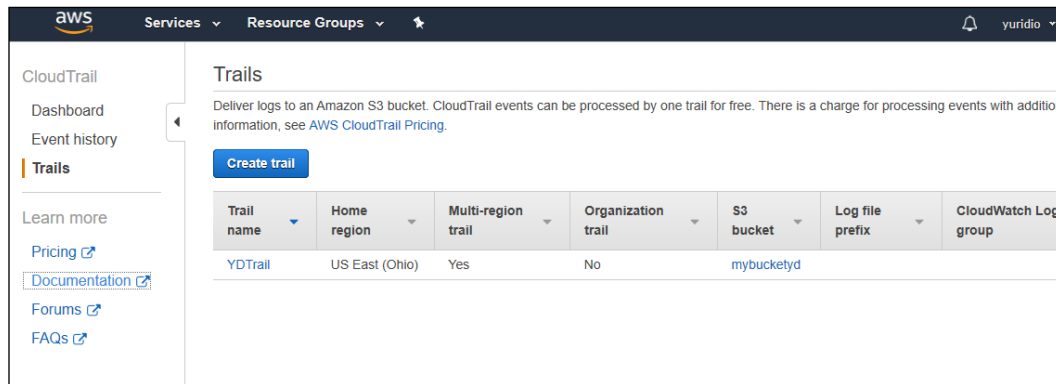 aws Services Resource Groups yuridio
CloudTrail
Dashboard
Event history
Trails
Learn more
Pricing
Documentation
Forums
FAQs
Trails
Deliver logs to an Amazon S3 bucket. CloudTrail events can be processed by one trail for free. There is a charge for processing events with additio
information, see AWS CloudTrail Pricing.
Create trail
Trail name Home region Multi-region trail Organization trail S3 bucket Log file prefix CloudWatch Log group
YDTrail US East (Ohio) Yes No mybucketyd